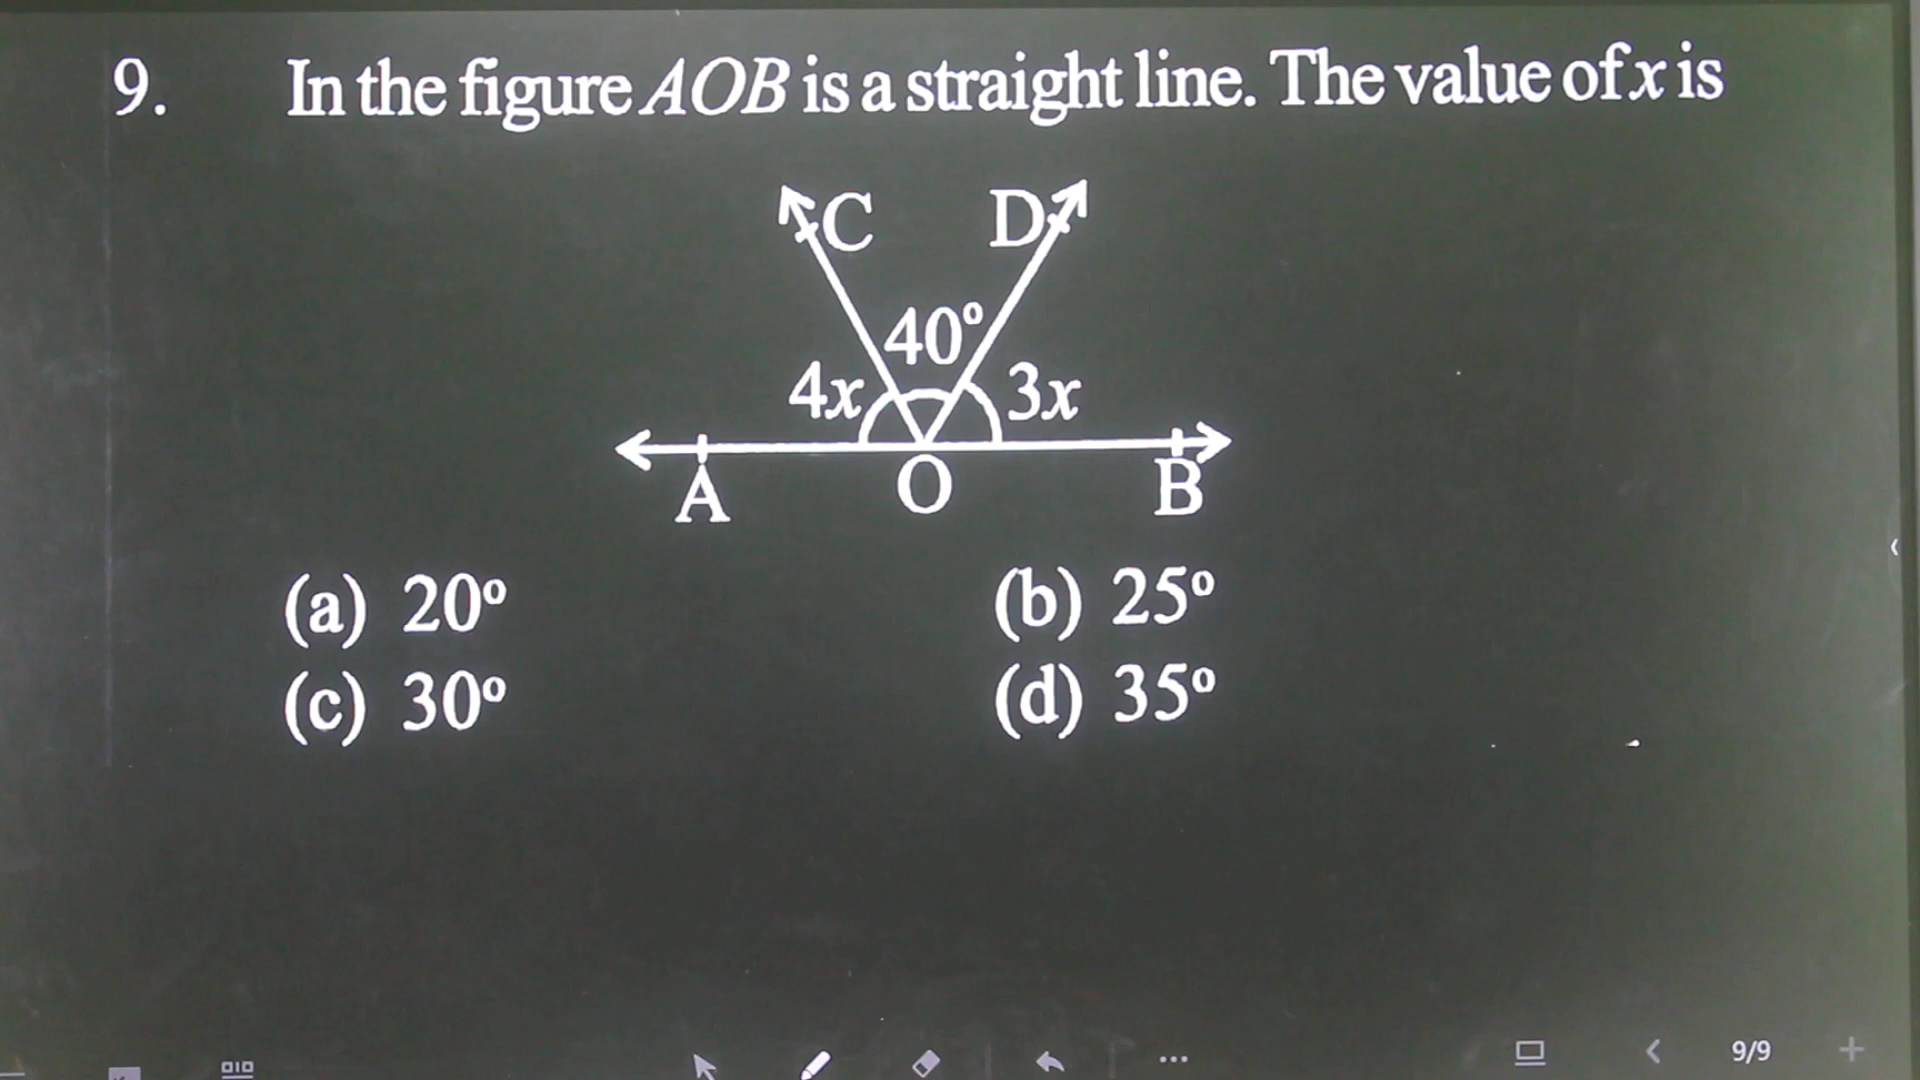 9. In the figure AOB is a straight line. The value of x is
C D
40°
4x 3x
A O B
(a) 20° (b) 25°
(c) 30° (d) 35°
9/9